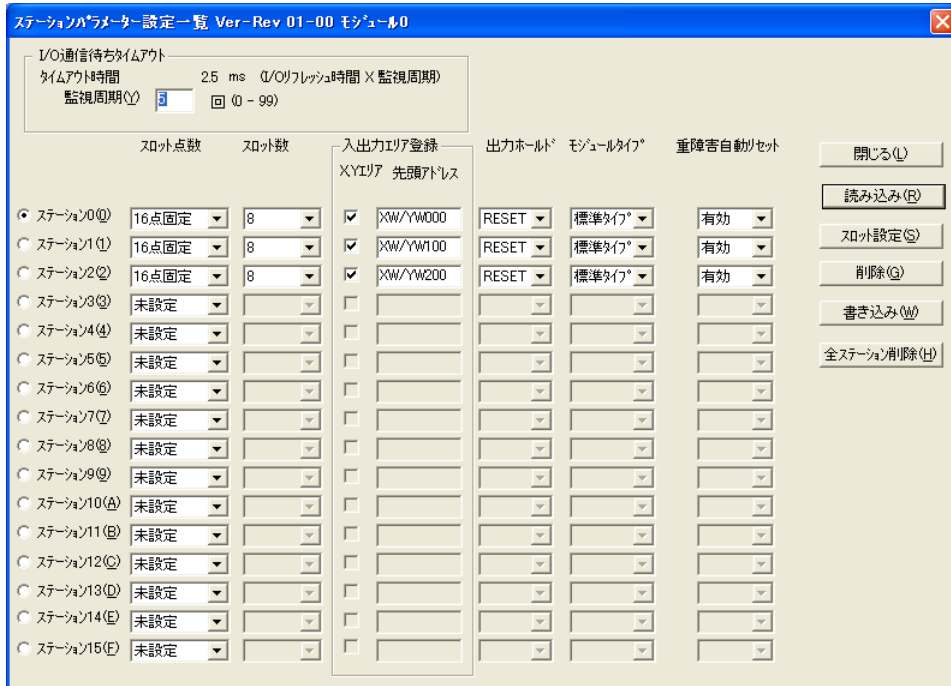 ステーションパラメーター設定一覧 Ver-Rev 01-00 モジュール0
I/O通信待ちタイムアウト
タイムアウト時間 2.5 ms (I/Oリフレッシュ時間 X 監視周期)
監視周期(Y) 5 回 (0 - 99)
スロット点数 スロット数 入出力エリア登録 出力ホールド モジュールタイプ 重障害自動リセット
XYエリア 先頭アドレス
閉じる(L)
読み込み(R)
スロット設定(S)
削除(G)
書き込み(W)
全ステーション削除(H)
ステーション0(0) 16点固定 8 XW/YW000 RESET 標準タイプ 有効
ステーション1(1) 16点固定 8 XW/YW100 RESET 標準タイプ 有効
ステーション2(2) 16点固定 8 XW/YW200 RESET 標準タイプ 有効
ステーション3(3) 未設定
ステーション4(4) 未設定
ステーション5(5) 未設定
ステーション6(6) 未設定
ステーション7(7) 未設定
ステーション8(8) 未設定
ステーション9(9) 未設定
ステーション10(A) 未設定
ステーション11(B) 未設定
ステーション12(C) 未設定
ステーション13(D) 未設定
ステーション14(E) 未設定
ステーション15(F) 未設定